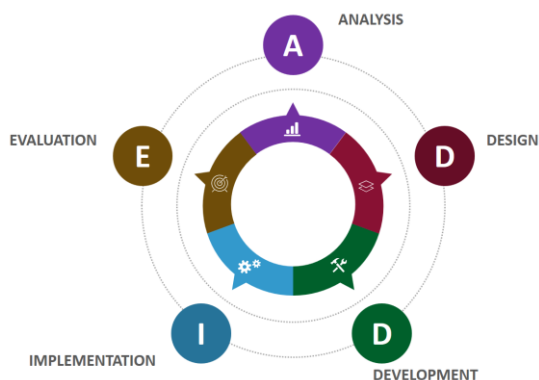 A
ANALYSIS
D
DESIGN
D
DEVELOPMENT
I
IMPLEMENTATION
E
EVALUATION